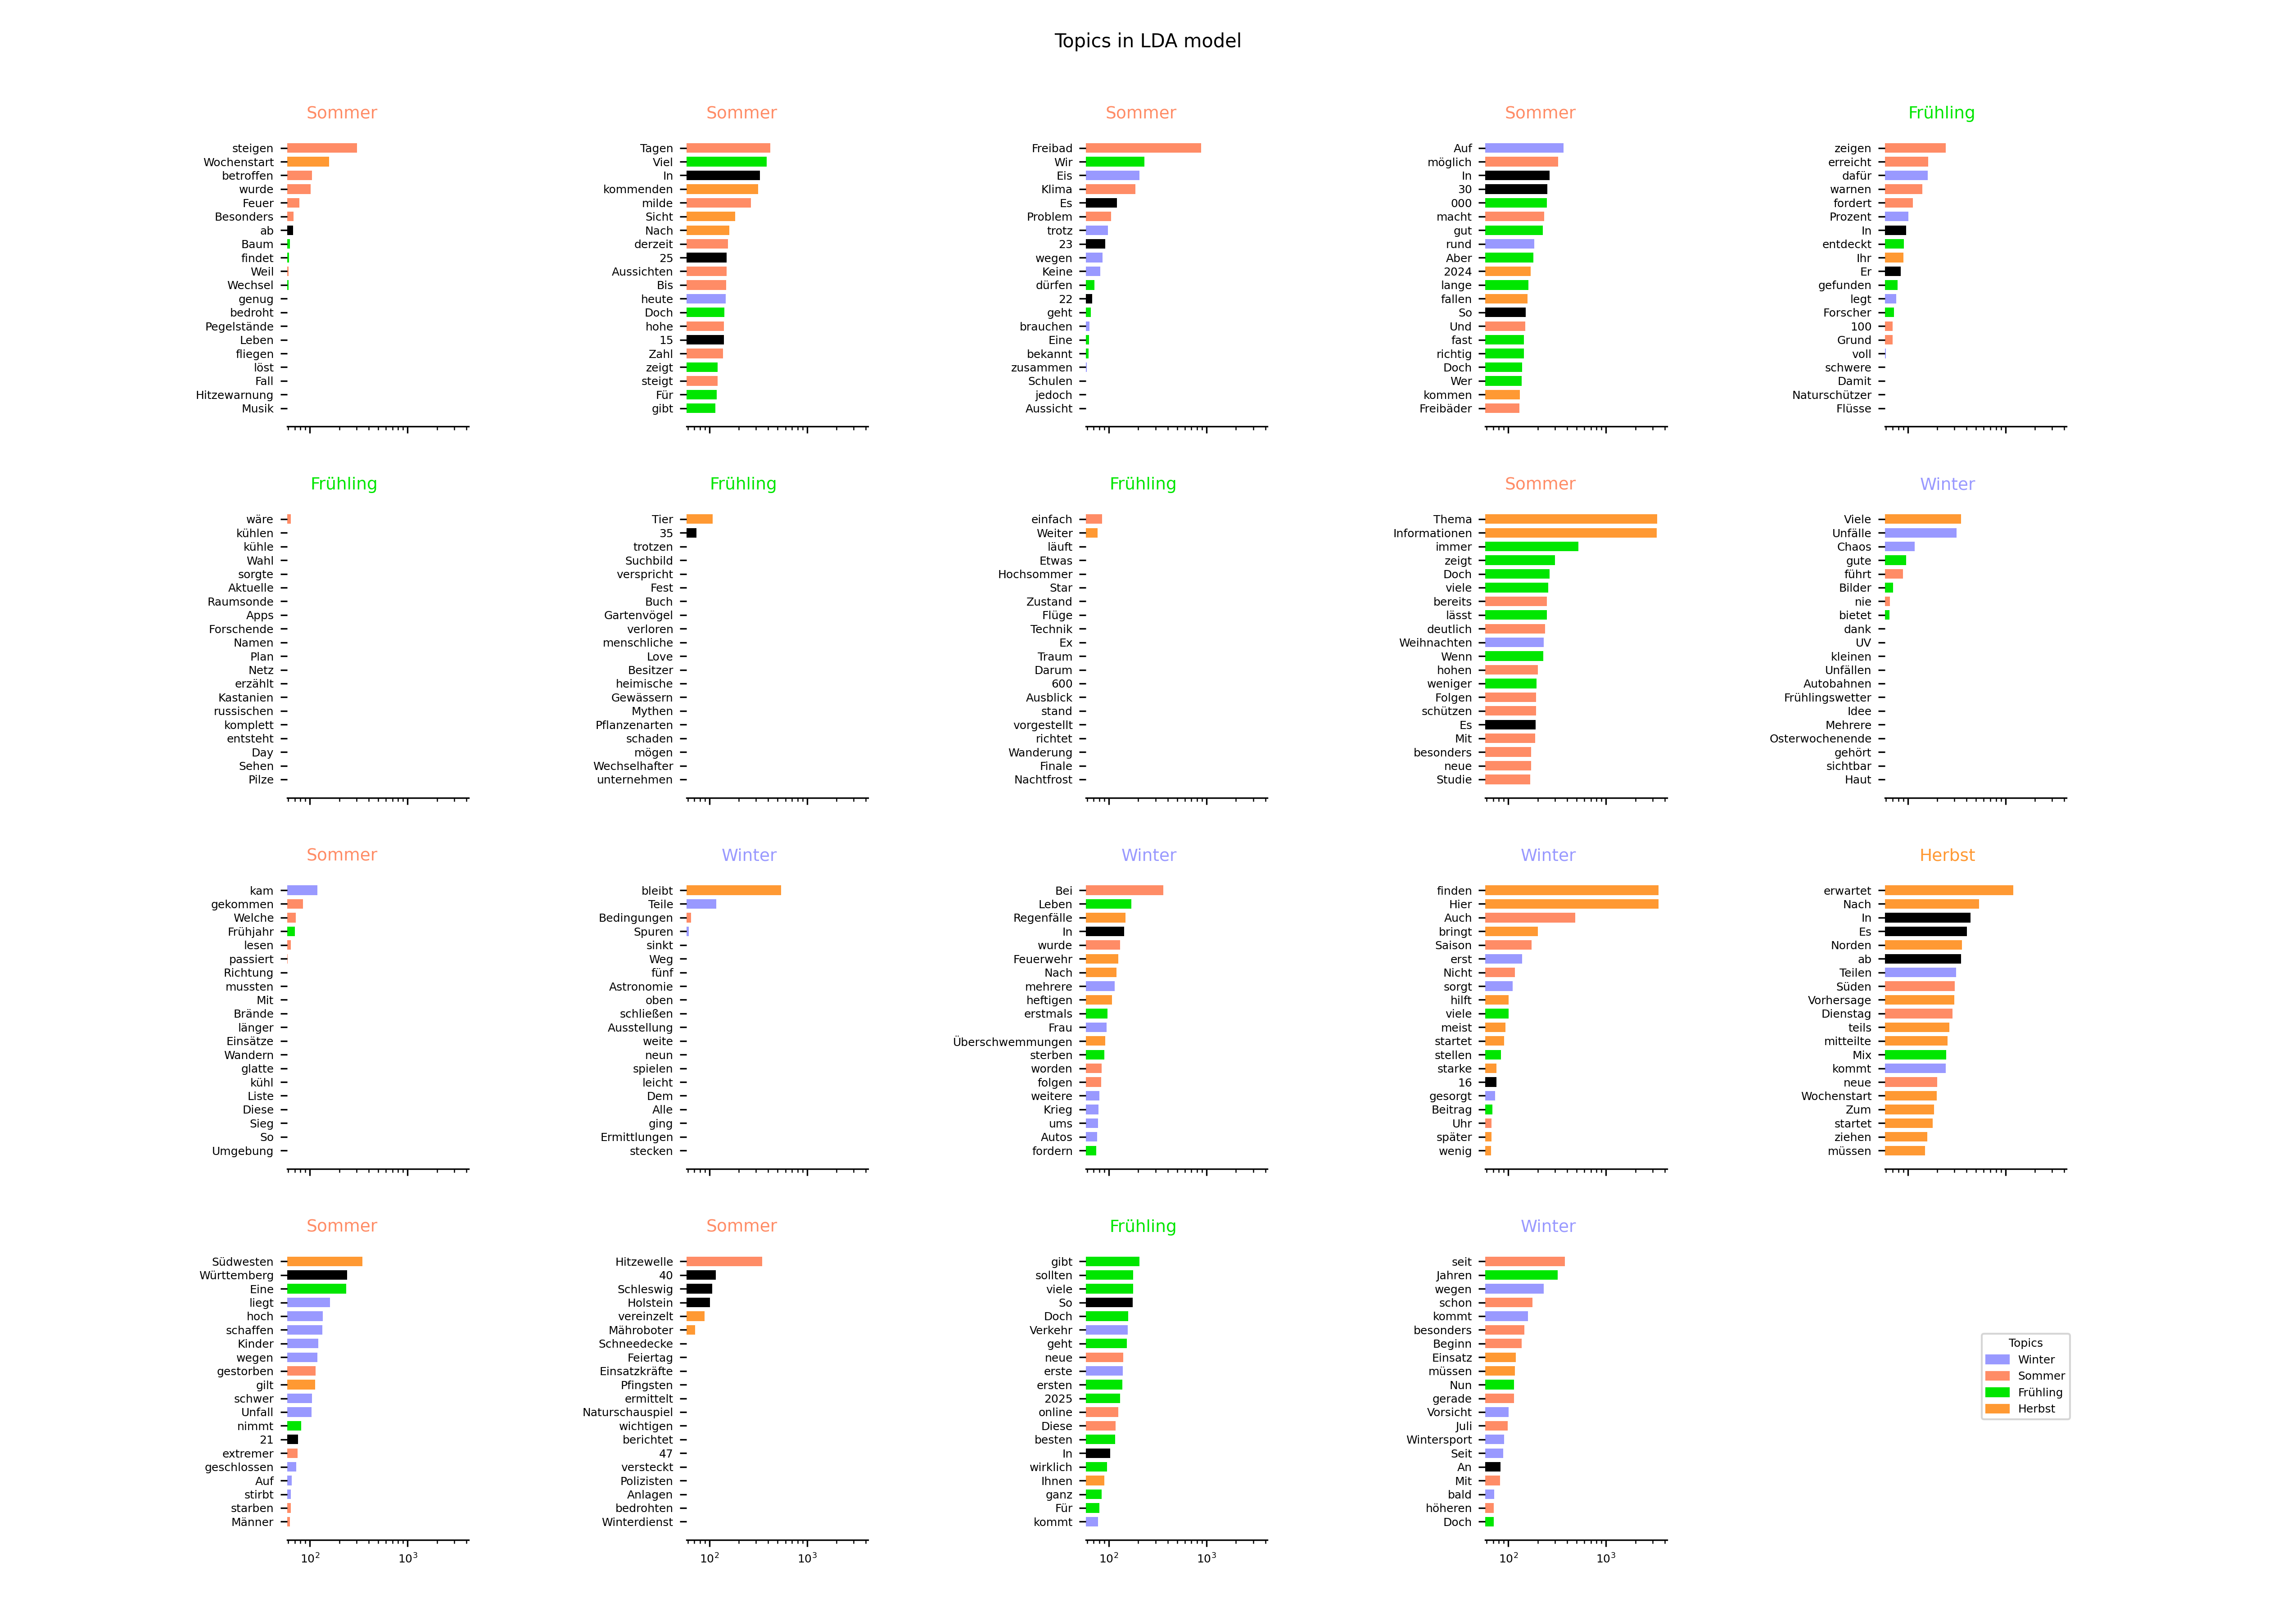 Topics in LDA model
Sommer
steigen
Wochenstart
betroffen
wurde
Feuer
Besonders
ab
Baum
findet
Weil
Wechsel
genug
bedroht
Pegelstände
Leben
fliegen
löst
Fall
Hitzewarnung
Musik
Sommer
Tagen
Viel
In
kommenden
milde
Sicht
Nach
derzeit
25
Aussichten
Bis
heute
Doch
hohe
15
Zahl
zeigt
steigt
Für
gibt
Sommer
Freibad
Wir
Eis
Klima
Es
Problem
trotz
23
wegen
Keine
dürfen
22
geht
brauchen
Eine
bekannt
zusammen
Schulen
jedoch
Aussicht
Sommer
Auf
möglich
In
30
000
macht
gut
rund
Aber
2024
lange
fallen
So
Und
fast
richtig
Doch
Wer
kommen
Freibäder
Frühling
zeigen
erreicht
dafür
warnen
fordert
Prozent
In
entdeckt
Ihr
Er
gefunden
legt
Forscher
100
Grund
voll
schwere
Damit
Naturschützer
Flüsse
Frühling
wäre
kühlen
kühle
Wahl
sorgte
Aktuelle
Raumsonde
Apps
Forschende
Namen
Plan
Netz
erzählt
Kastanien
russischen
komplett
entsteht
Day
Sehen
Pilze
Frühling
Tier
35
trotzen
Suchbild
verspricht
Fest
Buch
Gartenvögel
verloren
menschliche
Love
Besitzer
heimische
Gewässern
Mythen
Pflanzenarten
schaden
mögen
Wechselhafter
unternehmen
Frühling
einfach
Weiter
läuft
Etwas
Hochsommer
Star
Zustand
Flüge
Technik
Ex
Traum
Darum
600
Ausblick
stand
vorgestellt
richtet
Wanderung
Finale
Nachtfrost
Sommer
Thema
Informationen
immer
zeigt
Doch
viele
bereits
lässt
deutlich
Weihnachten
Wenn
hohen
weniger
Folgen
schützen
Es
Mit
besonders
neue
Studie
Winter
Viele
Unfälle
Chaos
gute
führt
Bilder
nie
bietet
dank
UV
kleinen
Unfällen
Autobahnen
Frühlingswetter
Idee
Mehrere
Osterwochenende
gehört
sichtbar
Haut
Sommer
kam
gekommen
Welche
Frühjahr
lesen
passiert
Richtung
mussten
Mit
Brände
länger
Einsätze
Wandern
glatte
kühl
Liste
Diese
Sieg
So
Umgebung
Winter
bleibt
Teile
Bedingungen
Spuren
sinkt
Weg
fünf
Astronomie
oben
schließen
Ausstellung
weite
neun
spielen
leicht
Dem
Alle
ging
Ermittlungen
stecken
Winter
Bei
Leben
Regenfälle
In
wurde
Feuerwehr
Nach
mehrere
heftigen
erstmals
Frau
Überschwemmungen
sterben
worden
folgen
weitere
Krieg
ums
Autos
fordern
Winter
finden
Hier
Auch
bringt
Saison
erst
Nicht
sorgt
hilft
viele
meist
startet
stellen
starke
16
gesorgt
Beitrag
Uhr
später
wenig
Herbst
erwartet
Nach
In
Es
Norden
ab
Teilen
Süden
Vorhersage
Dienstag
teils
mitteilte
Mix
kommt
neue
Wochenstart
Zum
startet
ziehen
müssen
Sommer
Südwesten
Württemberg
Eine
liegt
hoch
schaffen
Kinder
wegen
gestorben
gilt
schwer
Unfall
nimmt
21
extremer
geschlossen
Auf
stirbt
starben
Männer
10² 10³
Sommer
Hitzewelle
40
Schleswig
Holstein
vereinzelt
Mähroboter
Schneedecke
Feiertag
Einsatzkräfte
Pfingsten
ermittelt
Naturschauspiel
wichtigen
berichtet
47
versteckt
Polizisten
Anlagen
bedrohten
Winterdienst
10² 10³
Frühling
gibt
sollten
viele
So
Doch
Verkehr
geht
neue
erste
ersten
2025
online
Diese
besten
In
wirklich
Ihnen
ganz
Für
kommt
10² 10³
Winter
seit
Jahren
wegen
schon
kommt
besonders
Beginn
Einsatz
müssen
Nun
gerade
Vorsicht
Juli
Wintersport
Seit
An
Mit
bald
höheren
Doch
10² 10³
Topics
Winter
Sommer
Frühling
Herbst